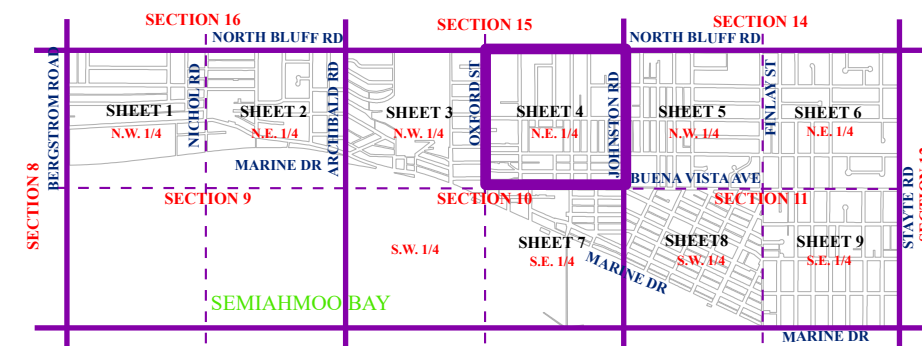 SECTION 16
SECTION 15
SECTION 14
NORTH BLUFF RD
NORTH BLUFF RD
BERGSTROM ROAD
NICHOL RD
ARCHIBALD RD
OXFORD ST
JOHNSTON RD
FINLAY ST
SHEET 1
N.W. 1/4
SHEET 2
N.E. 1/4
SHEET 3
N.W. 1/4
SHEET 4
N.E. 1/4
SHEET 5
N.W. 1/4
SHEET 6
N.E. 1/4
MARINE DR
BUENA VISTA AVE
SECTION 8
SECTION 9
SECTION 10
SECTION 11
STAYTE RD
S.W. 1/4
SHEET 7
S.E. 1/4
SHEET8
S.W. 1/4
SHEET 9
S.E. 1/4
MARINE DR
SEMIAHMOO BAY
MARINE DR